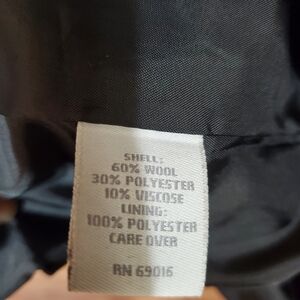 SHELL:
60% WOOL
30% POLYESTER
10% VISCOSE
LINING:
100% POLYESTER
CARE OVER
RN 69016